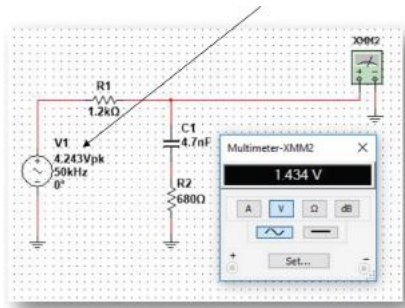 XMM2
R1
1.2kΩ
V1
4.243Vpk
50kHz
0°
C1
4.7nF
R2
680Ω
Multimeter-XMM2
1.434 V
A V Ω dB
+ Set... -